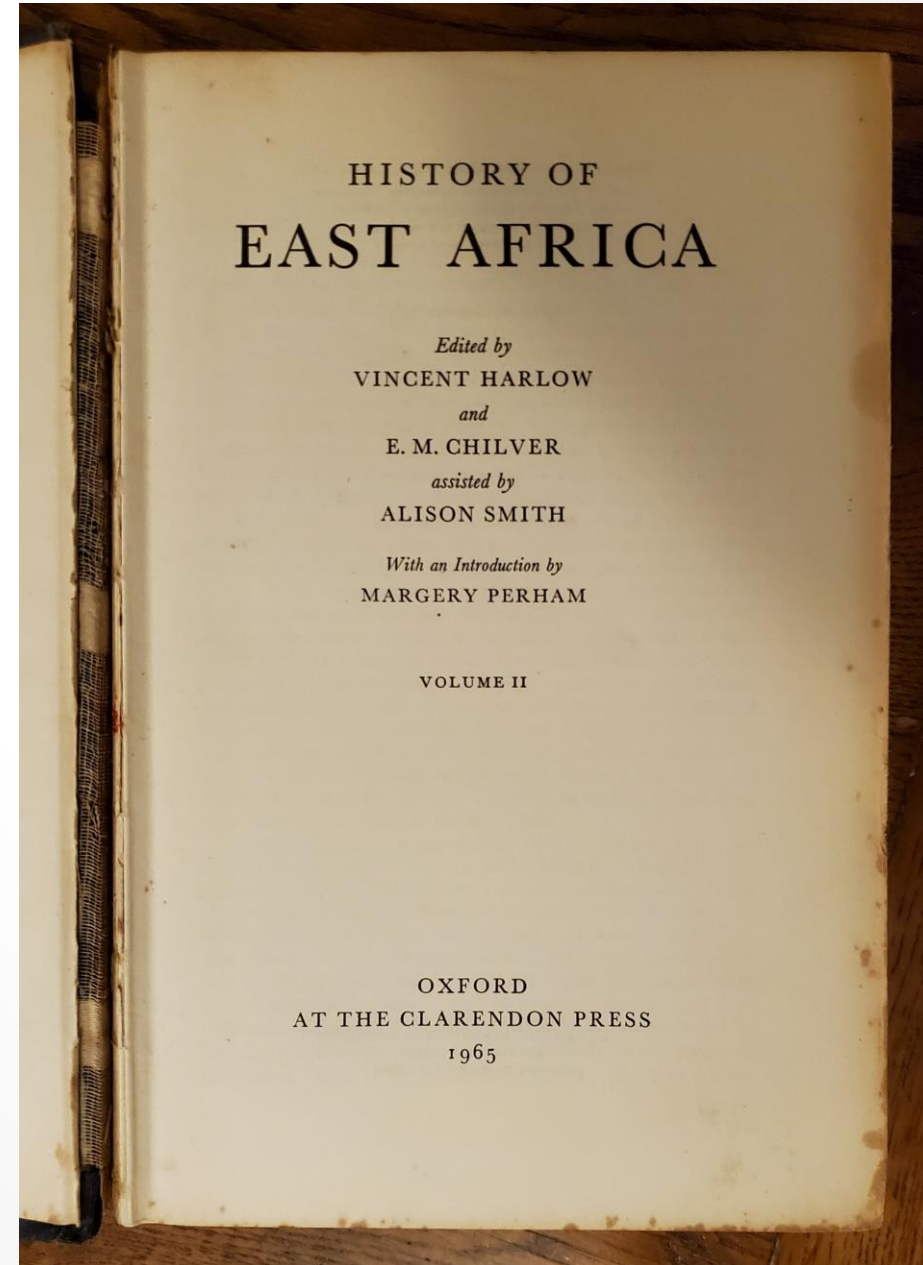 HISTORY OF
EAST AFRICA
Edited by
VINCENT HARLOW
and
E. M. CHILVER
assisted by
ALISON SMITH
With an Introduction by
MARGERY PERHAM
VOLUME II
OXFORD
AT THE CLARENDON PRESS
1965